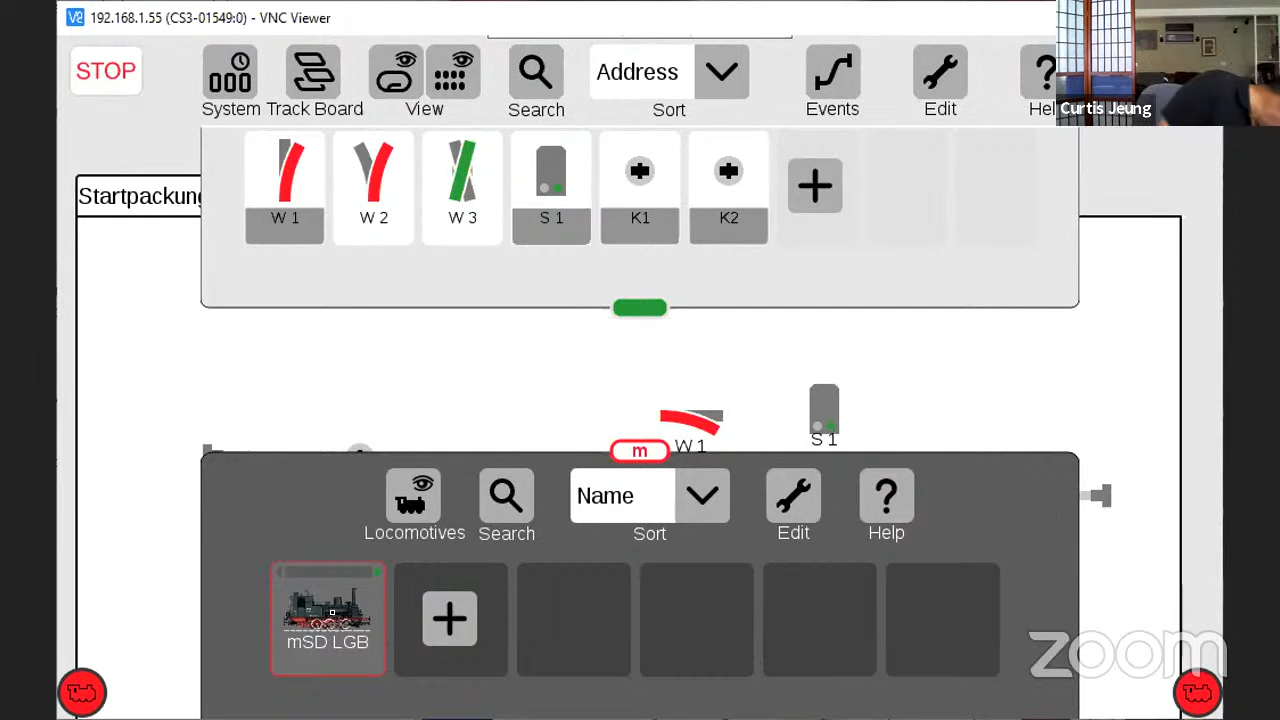 192.168.1.55 (CS3-01549:0) - VNC Viewer
STOP
Address
System Track Board View Search Sort Events Edit Hel
Curtis Jeung
Startpackung
W 1 W 2 W 3 S 1 K1 K2
W 1
S 1
m
Name
Locomotives Search Sort Edit Help
mSD LGB
zoom